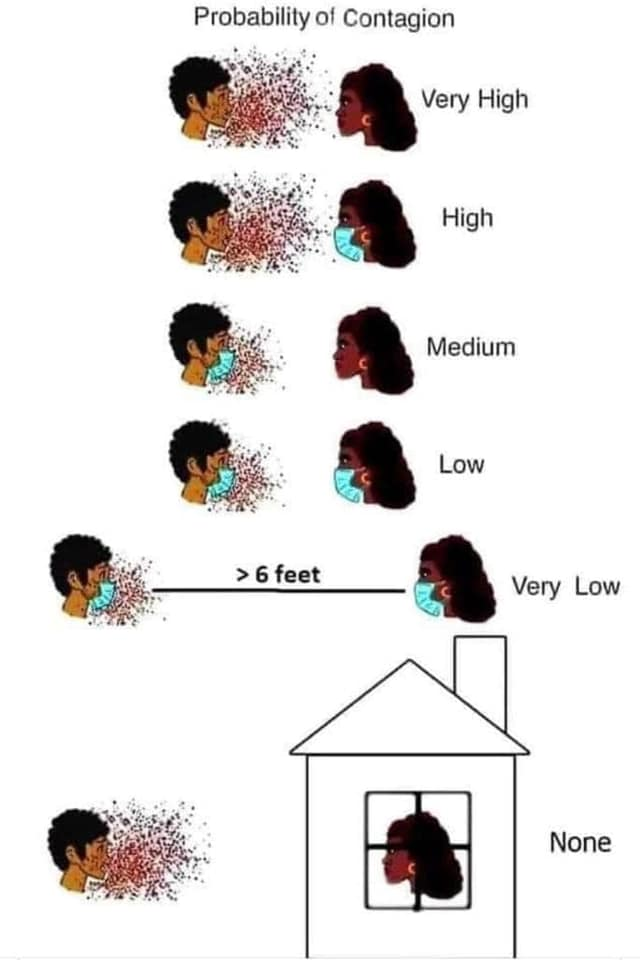 Probability of Contagion
Very High
High
Medium
Low
> 6 feet
Very Low
None